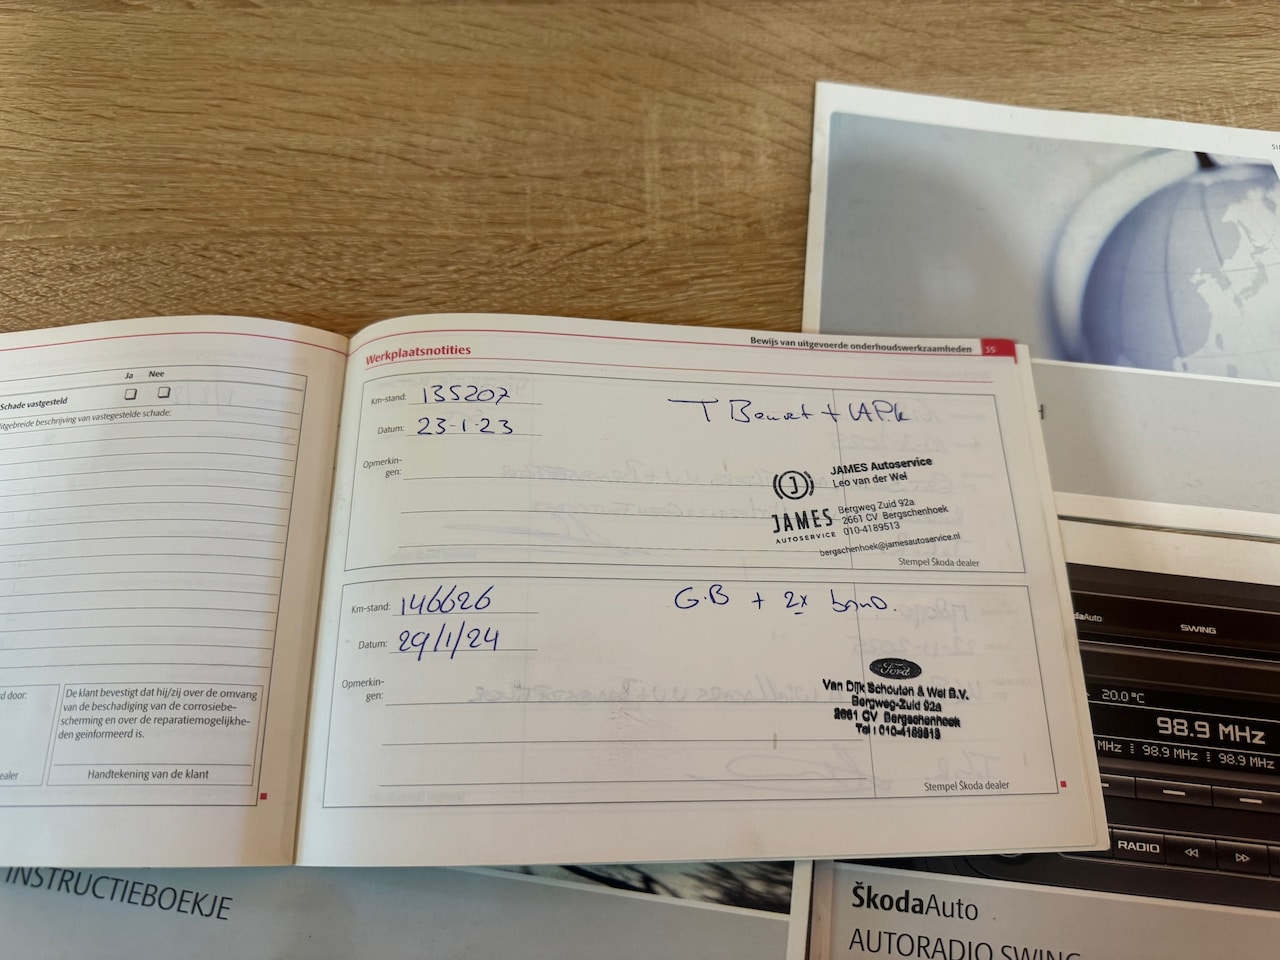 Ja Nee
Schade vastgesteld
itgebreide beschrijving van vastegestelde schade:
d door:
De klant bevestigt dat hij/zij over de omvang
van de beschadiging van de corrosiebe-
scherming en over de reparatiemogelijkhe-
den geïnformeerd is.
ealer
Handtekening van de klant
Werkplaatsnotities
Bewijs van uitgevoerde onderhoudswerkzaamheden 35
Km-stand: 135207
Datum: 23-1-23
Opmerkin-
gen:
+ APk
JAMES Autoservice
Leo van der Wel
J
JAMES
AUTOSERVICE
Bergweg Zuid 92a
2661 CV Bergschenhoek
010-4189513
bergschenhoek@jamesautoservice.nl
Stempel Škoda dealer
Km-stand: 146626
Datum: 29/1/24
G.B + 2x band.
Opmerkin-
gen:
Ford
Van Dijk Schouten & Wel B.V.
Bergweg-Zuid 92a
2661 CV Bergschenhoek
Tel : 010-4189513
Stempel Škoda dealer
INSTRUCTIEBOEKJE
daAuto
SWING
20.0°C
98.9 MHz
MHz 98.9 MHz 98.9 MHz
RADIO
ŠkodaAuto
AUTORADIO SWING